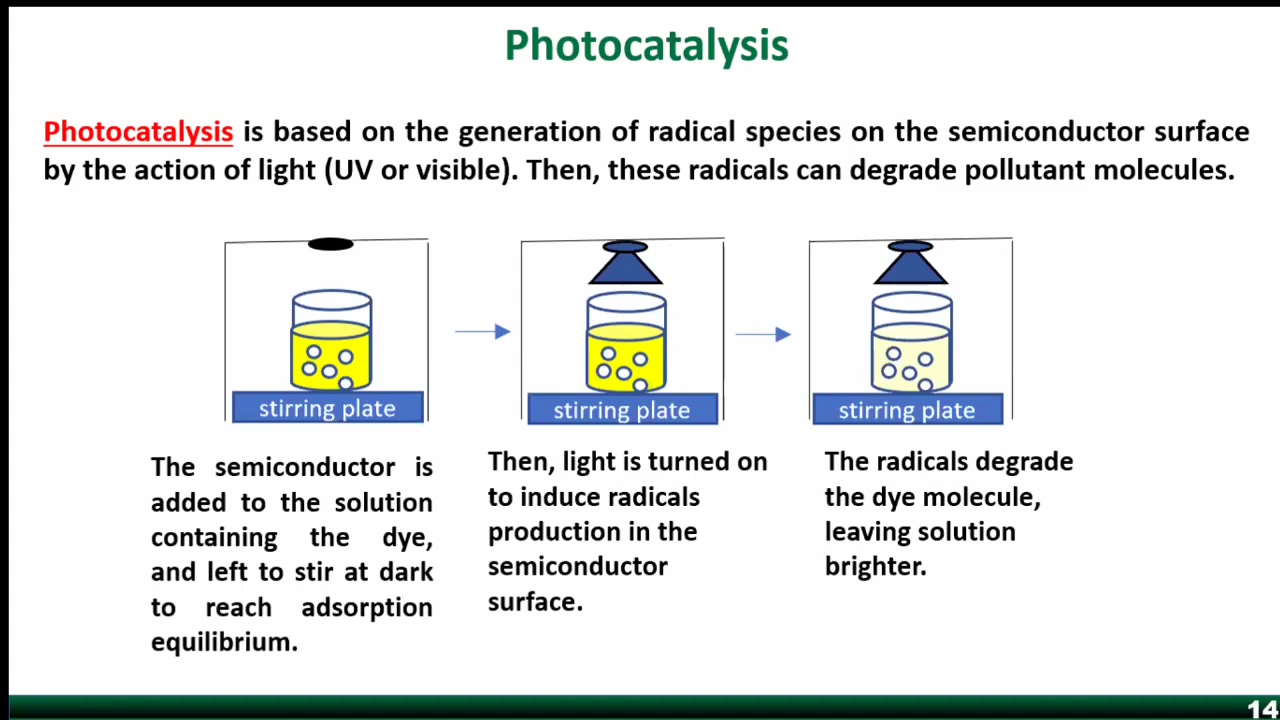 Photocatalysis
Photocatalysis is based on the generation of radical species on the semiconductor surface
by the action of light (UV or visible). Then, these radicals can degrade pollutant molecules.
stirring plate
stirring plate
stirring plate
The semiconductor is
added to the solution
containing the dye,
and left to stir at dark
to reach adsorption
equilibrium.
Then, light is turned on
to induce radicals
production in the
semiconductor
surface.
The radicals degrade
the dye molecule,
leaving solution
brighter.
14